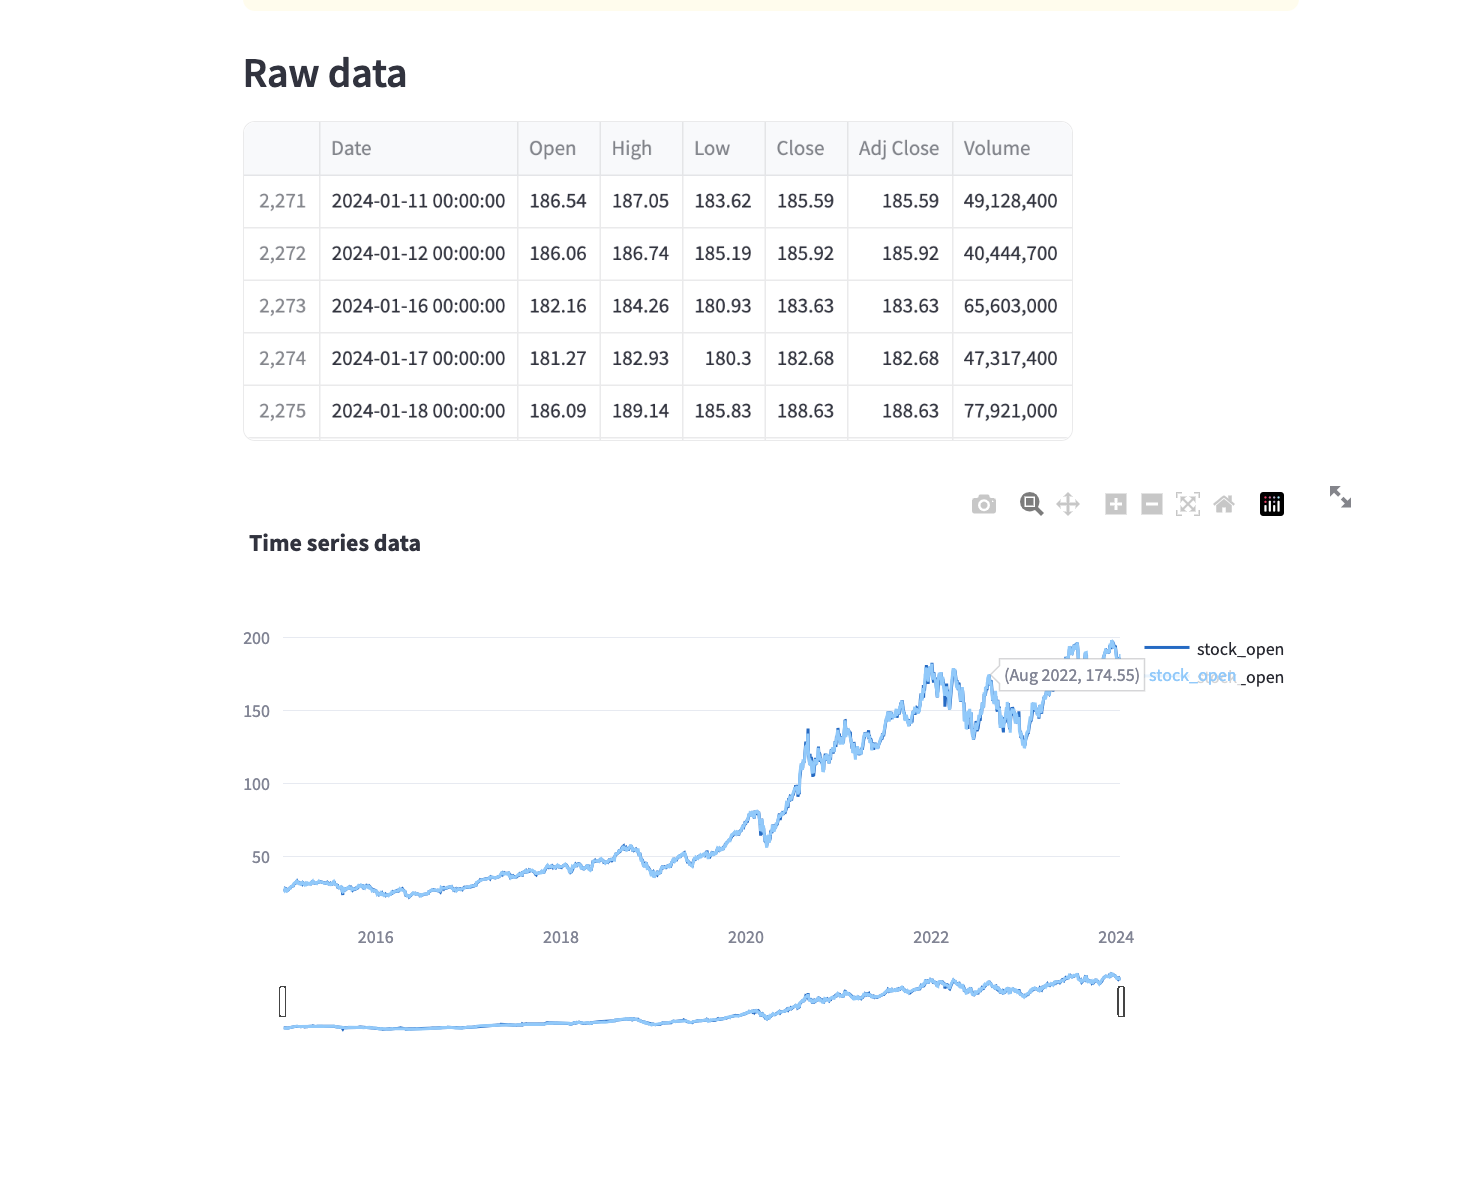 Raw data
Date Open High Low Close Adj Close Volume
2,271 2024-01-11 00:00:00 186.54 187.05 183.62 185.59 185.59 49,128,400
2,272 2024-01-12 00:00:00 186.06 186.74 185.19 185.92 185.92 40,444,700
2,273 2024-01-16 00:00:00 182.16 184.26 180.93 183.63 183.63 65,603,000
2,274 2024-01-17 00:00:00 181.27 182.93 180.3 182.68 182.68 47,317,400
2,275 2024-01-18 00:00:00 186.09 189.14 185.83 188.63 188.63 77,921,000
Time series data
200
stock_open
(Aug 2022, 174.55) stock_open _open
150
100
50
2016 2018 2020 2022 2024